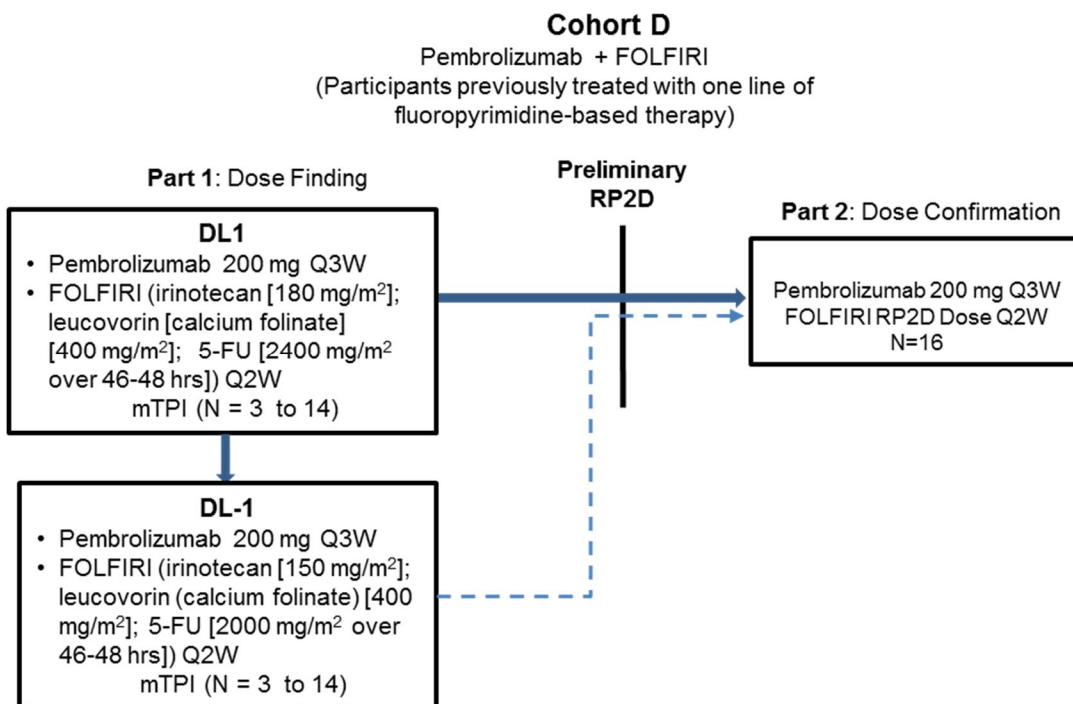 Cohort D
Pembrolizumab + FOLFIRI
(Participants previously treated with one line of
fluoropyrimidine-based therapy)
Part 1: Dose Finding
Preliminary
RP2D
Part 2: Dose Confirmation
DL1
• Pembrolizumab 200 mg Q3W
• FOLFIRI (irinotecan [180 mg/m²];
leucovorin [calcium folinate]
[400 mg/m²]; 5-FU [2400 mg/m²
over 46-48 hrs]) Q2W
mTPI (N = 3 to 14)
Pembrolizumab 200 mg Q3W
FOLFIRI RP2D Dose Q2W
N=16
DL-1
• Pembrolizumab 200 mg Q3W
• FOLFIRI (irinotecan [150 mg/m²];
leucovorin (calcium folinate) [400
mg/m²]; 5-FU [2000 mg/m² over
46-48 hrs]) Q2W
mTPI (N = 3 to 14)